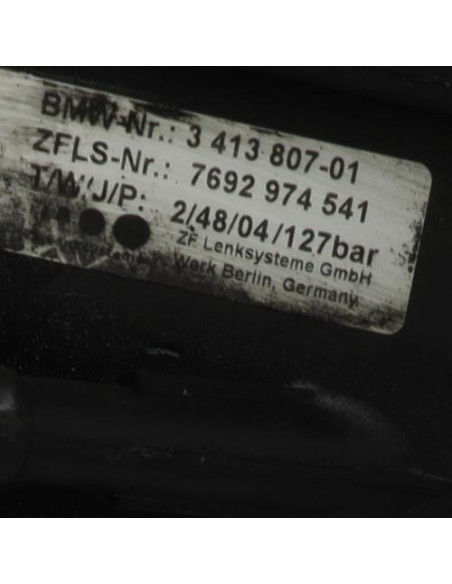 BMW-Nr.: 3 413 807-01
ZFLS-Nr.: 7692 974 541
T/W/J/P: 2/48/04/127bar
ZF Lenksysteme GmbH
Werk Berlin, Germany